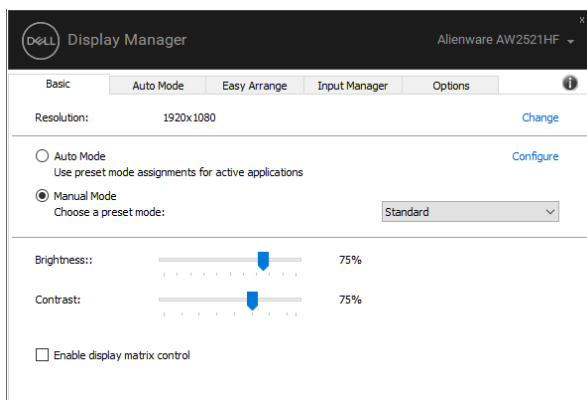 x
DELL Display Manager Alienware AW2521HF
Basic Auto Mode Easy Arrange Input Manager Options i
Resolution: 1920x1080 Change
Auto Mode Configure
Use preset mode assignments for active applications
Manual Mode
Choose a preset mode: Standard
Brightness:: 75%
Contrast: 75%
Enable display matrix control